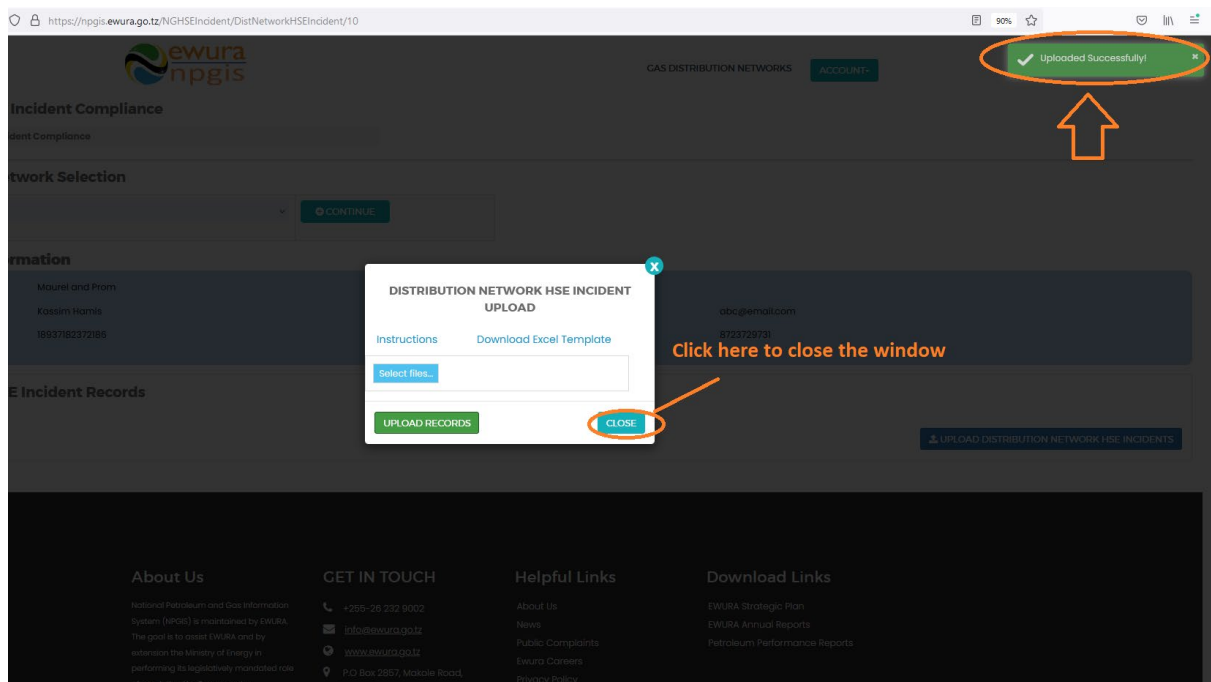 https://npgis.ewura.go.tz/NGHSEIncident/DistNetworkHSEIncident/10
90%
ewura
npgis
GAS DISTRIBUTION NETWORKS
ACCOUNT
Uploaded Successfully!
Incident Compliance
dent Compliance
twork Selection
CONTINUE
rmation
Maurel and Prom
Kassim Hamis
abc@email.com
18937182372186
8723729731
DISTRIBUTION NETWORK HSE INCIDENT
UPLOAD
Instructions
Download Excel Template
Select files...
UPLOAD RECORDS
CLOSE
Click here to close the window
E Incident Records
UPLOAD DISTRIBUTION NETWORK HSE INCIDENTS
About Us
National Petroleum and Gas Information
System (NPGIS) is maintained by EWURA.
The goal is to assist EWURA and by
extension the Ministry of Energy in
performing its legislatively mandated role
GET IN TOUCH
+255-26 232 9002
info@ewura.go.tz
www.ewura.go.tz
P.O Box 2857, Makole Road,
Helpful Links
About Us
News
Public Complaints
Ewura Careers
Privacy Policy
Download Links
EWURA Strategic Plan
EWURA Annual Reports
Petroleum Performance Reports